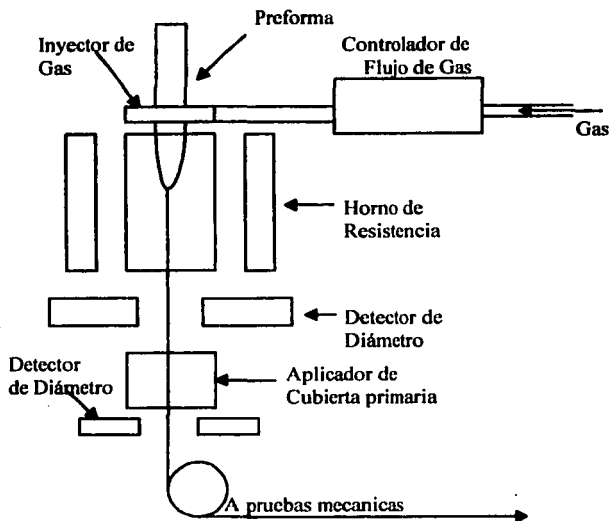 Preforma
Inyector de
Gas
Controlador de
Flujo de Gas
Gas
Horno de
Resistencia
Detector de
Diámetro
Detector
de Diámetro
Aplicador de
Cubierta primaria
A pruebas mecanicas